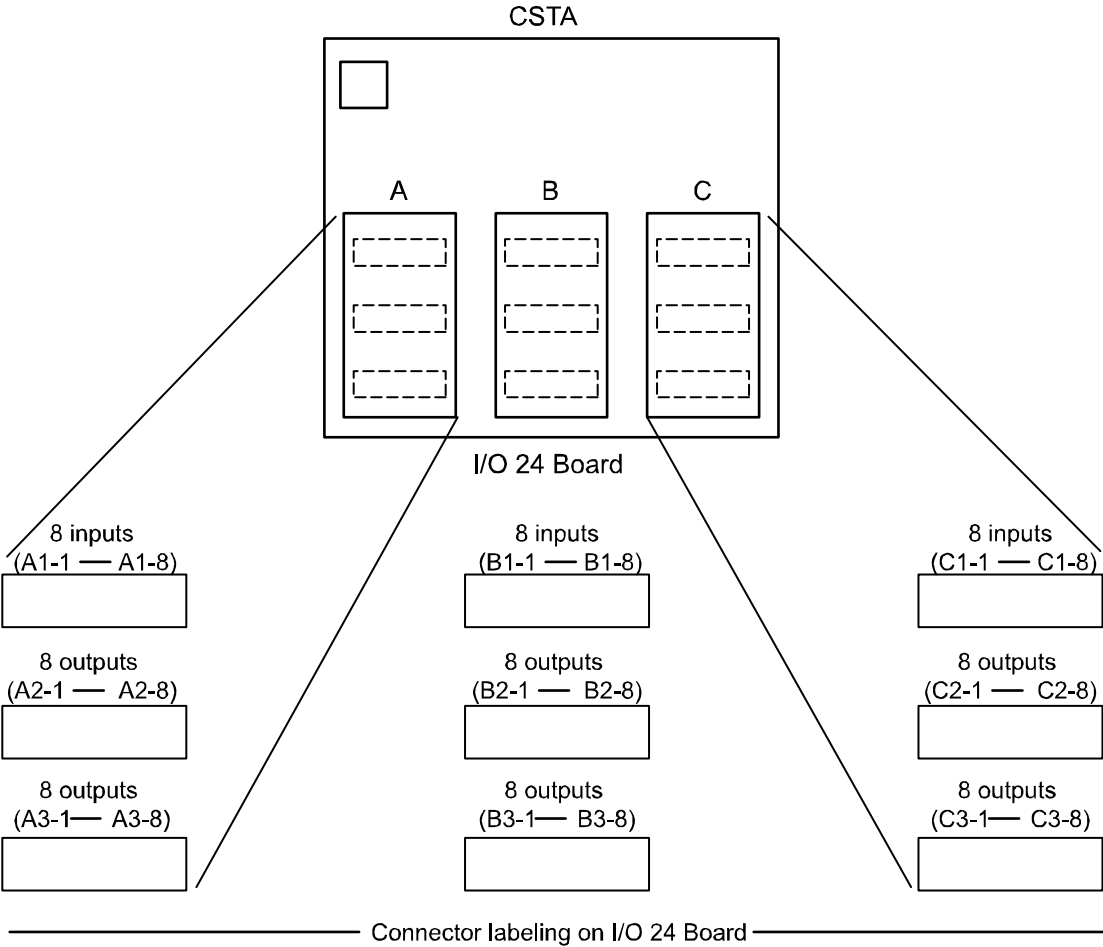 CSTA
A B C
I/O 24 Board
8 inputs 8 inputs 8 inputs
(A1-1 — A1-8) (B1-1 — B1-8) (C1-1 — C1-8)
8 outputs 8 outputs 8 outputs
(A2-1 — A2-8) (B2-1 — B2-8) (C2-1 — C2-8)
8 outputs 8 outputs 8 outputs
(A3-1— A3-8) (B3-1— B3-8) (C3-1— C3-8)
Connector labeling on I/O 24 Board